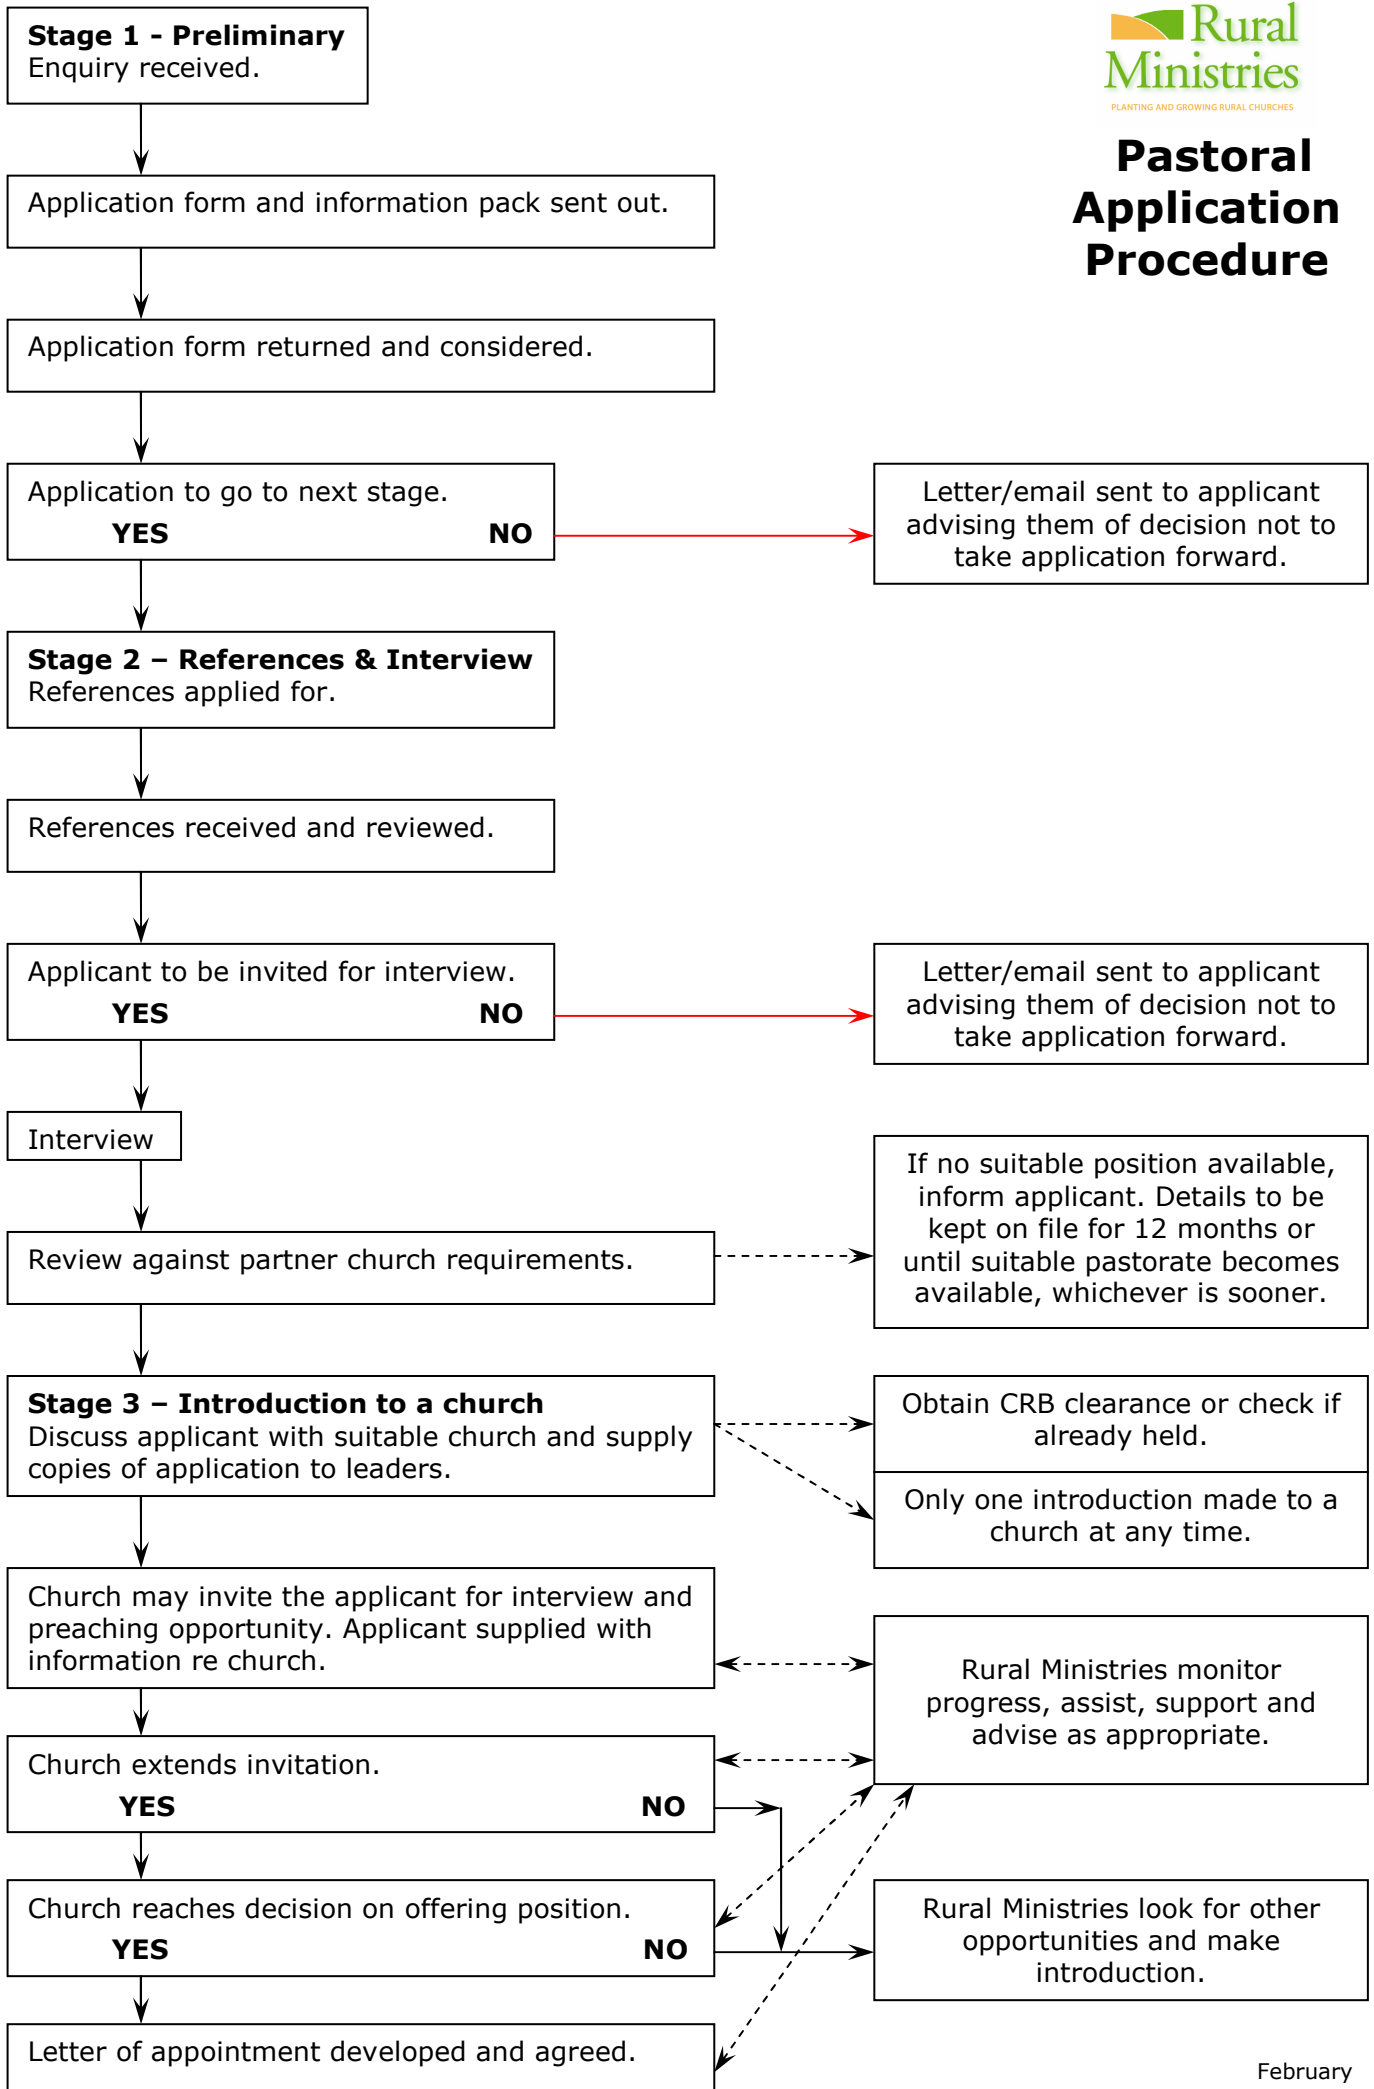 Rural
Ministries
PLANTING AND GROWING RURAL CHURCHES
Pastoral
Application
Procedure
Stage 1 - Preliminary
Enquiry received.
Application form and information pack sent out.
Application form returned and considered.
Application to go to next stage.
YES NO
Letter/email sent to applicant
advising them of decision not to
take application forward.
Stage 2 – References & Interview
References applied for.
References received and reviewed.
Applicant to be invited for interview.
YES NO
Letter/email sent to applicant
advising them of decision not to
take application forward.
Interview
Review against partner church requirements.
If no suitable position available,
inform applicant. Details to be
kept on file for 12 months or
until suitable pastorate becomes
available, whichever is sooner.
Stage 3 – Introduction to a church
Discuss applicant with suitable church and supply
copies of application to leaders.
Obtain CRB clearance or check if
already held.
Only one introduction made to a
church at any time.
Church may invite the applicant for interview and
preaching opportunity. Applicant supplied with
information re church.
Rural Ministries monitor
progress, assist, support and
advise as appropriate.
Church extends invitation.
YES NO
Church reaches decision on offering position.
YES NO
Rural Ministries look for other
opportunities and make
introduction.
Letter of appointment developed and agreed.
February